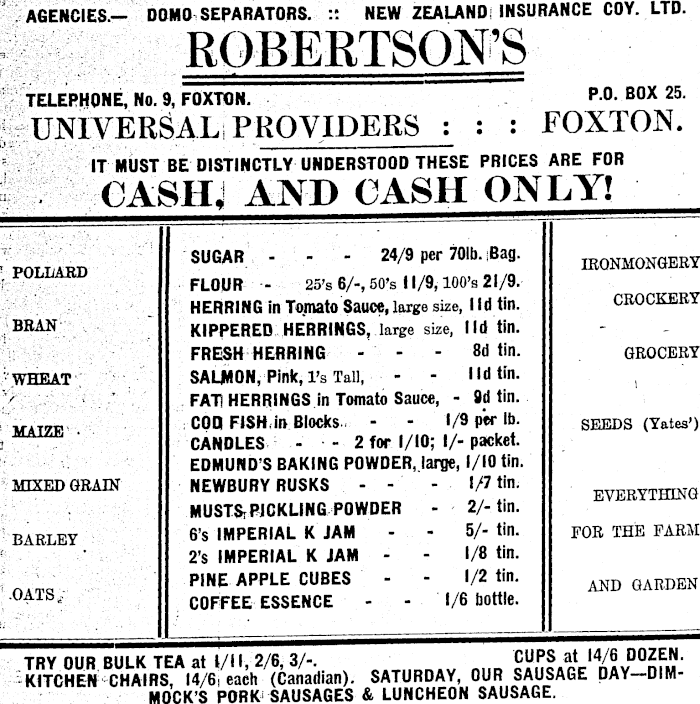 AGENCIES.— DOMO SEPARATORS. :: NEW ZEALAND INSURANCE COY. LTD.
ROBERTSON'S
TELEPHONE, No. 9, FOXTON. P.O. BOX 25.
UNIVERSAL PROVIDERS : : : FOXTON.
IT MUST BE DISTINCTLY UNDERSTOOD THESE PRICES ARE FOR
CASH, AND CASH ONLY!
POLLARD
BRAN
WHEAT
MAIZE
MIXED GRAIN
BARLEY
OATS
SUGAR - - - 24/9 per 70lb. Bag.
FLOUR - 25's 6/-, 50's 11/9, 100's 21/9.
HERRING in Tomato Sauce, large size, 11d tin.
KIPPERED HERRINGS, large size, 11d tin.
FRESH HERRING - - - 8d tin.
SALMON, Pink, 1's Tall, - - 11d tin.
FAT HERRINGS in Tomato Sauce, - 9d tin.
COD FISH in Blocks - - 1/9 per lb.
CANDLES - - 2 for 1/10; 1/- packet.
EDMUND'S BAKING POWDER, large, 1/10 tin.
NEWBURY RUSKS - - - 1/7 tin.
MUSTS PICKLING POWDER - 2/- tin.
6's IMPERIAL K JAM - - 5/- tin.
2's IMPERIAL K JAM - - 1/8 tin.
PINE APPLE CUBES - - 1/2 tin.
COFFEE ESSENCE - - 1/6 bottle.
IRONMONGERY
CROCKERY
GROCERY
SEEDS (Yates')
EVERYTHING
FOR THE FARM
AND GARDEN
TRY OUR BULK TEA at 1/11, 2/6, 3/-. CUPS at 14/6 DOZEN.
KITCHEN CHAIRS, 14/6 each (Canadian). SATURDAY, OUR SAUSAGE DAY—DIM-
MOCK'S PORK SAUSAGES & LUNCHEON SAUSAGE.